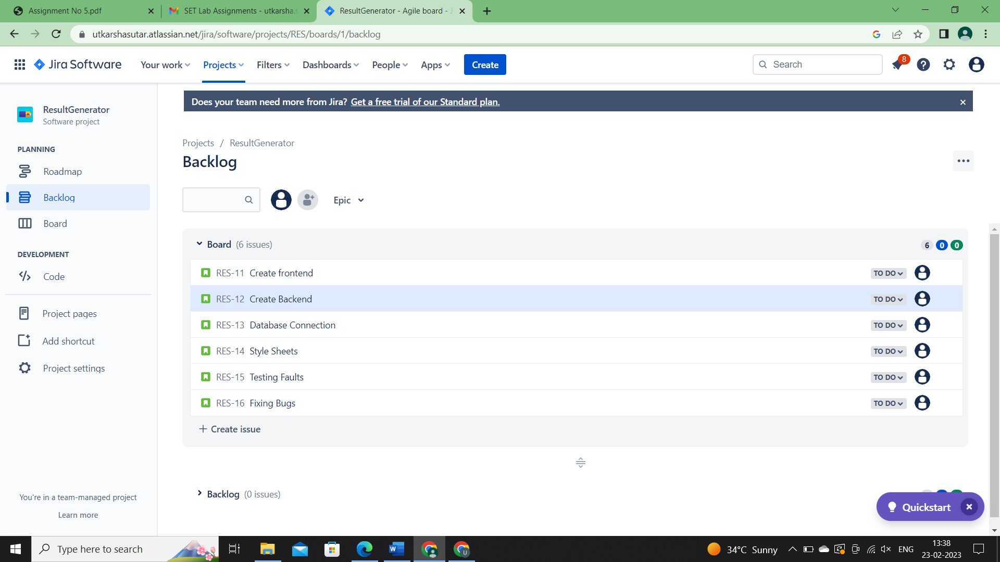 Assignment No 5.pdf
SET Lab Assignments - utkarsha.s
ResultGenerator - Agile board - J
utkarshasutar.atlassian.net/jira/software/projects/RES/boards/1/backlog
Jira Software
Your work
Projects
Filters
Dashboards
People
Apps
Create
Search
8
Does your team need more from Jira? Get a free trial of our Standard plan.
ResultGenerator
Software project
PLANNING
Roadmap
Backlog
Board
DEVELOPMENT
Code
Project pages
Add shortcut
Project settings
You're in a team-managed project
Learn more
Projects / ResultGenerator
Backlog
Epic
Board (6 issues)
6 0 0
RES-11 Create frontend TO DO
RES-12 Create Backend TO DO
RES-13 Database Connection TO DO
RES-14 Style Sheets TO DO
RES-15 Testing Faults TO DO
RES-16 Fixing Bugs TO DO
+ Create issue
Backlog (0 issues)
Quickstart
Type here to search
34°C Sunny
ENG
13:38
23-02-2023